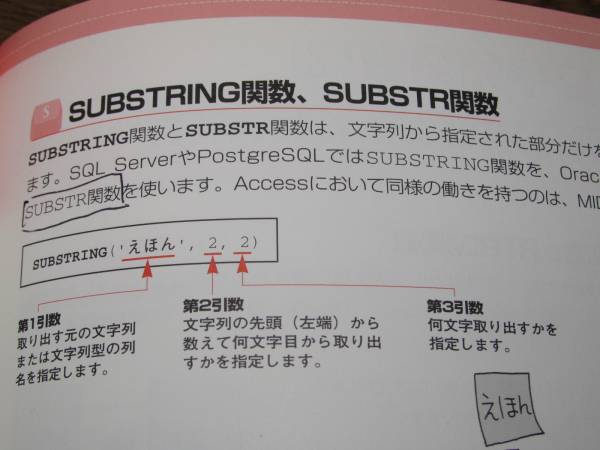 S
SUBSTRING関数、SUBSTR関数
SUBSTRING関数とSUBSTR関数は、文字列から指定された部分だけを
ます。SQL ServerやPostgreSQLではSUBSTRING関数を、Orac
SUBSTR関数を使います。Accessにおいて同様の働きを持つのは、MID
SUBSTRING('えほん', 2, 2)
第1引数
取り出す元の文字列
または文字列型の列
名を指定します。
第2引数
文字列の先頭（左端）から
数えて何文字目から取り出
すかを指定します。
第3引数
何文字取り出すかを
指定します。
えほん